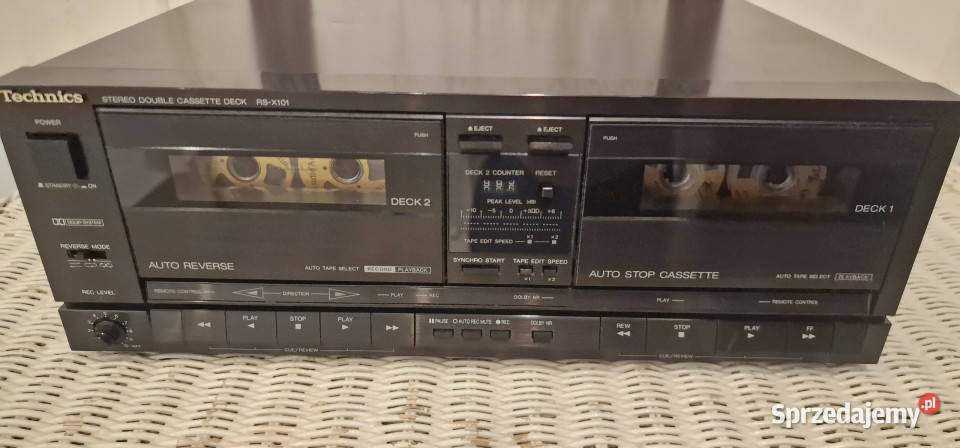 Technics STEREO DOUBLE CASSETTE DECK RS-X101
POWER
STANDBY ON
DOLBY SYSTEM
REVERSE MODE
REC LEVEL
PUSH
DECK 2
AUTO REVERSE
AUTO TAPE SELECT RECORD PLAYBACK
EJECT EJECT
DECK 2 COUNTER RESET
PEAK LEVEL
TAPE EDIT SPEED ×1 ×2
SYNCHRO START TAPE EDIT SPEED
×1 ×2
PUSH
DECK 1
AUTO STOP CASSETTE
AUTO TAPE SELECT PLAYBACK
REMOTE CONTROL DIRECTION PLAY REC DOLBY NR PLAY REMOTE CONTROL
PLAY STOP PLAY
CUE/REVIEW
PAUSE AUTO REC MUTE REC DOLBY NR
REW STOP PLAY FF
CUE/REVIEW
Sprzedajemy.pl